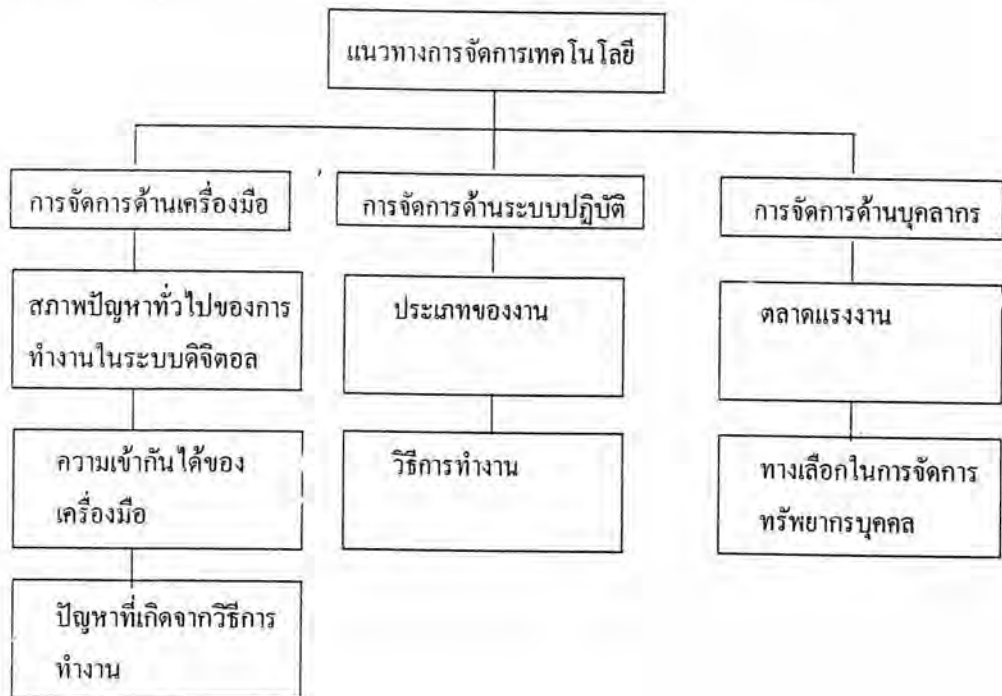 แนวทางการจัดการเทคโนโลยี
การจัดการด้านเครื่องมือ
สภาพปัญหาทั่วไปของการ
ทำงานในระบบดิจิตอล
ความเข้ากันได้ของ
เครื่องมือ
ปัญหาที่เกิดจากวิธีการ
ทำงาน
การจัดการด้านระบบปฏิบัติ
ประเภทของงาน
วิธีการทำงาน
การจัดการด้านบุคลากร
ตลาดแรงงาน
ทางเลือกในการจัดการ
ทรัพยากรบุคคล